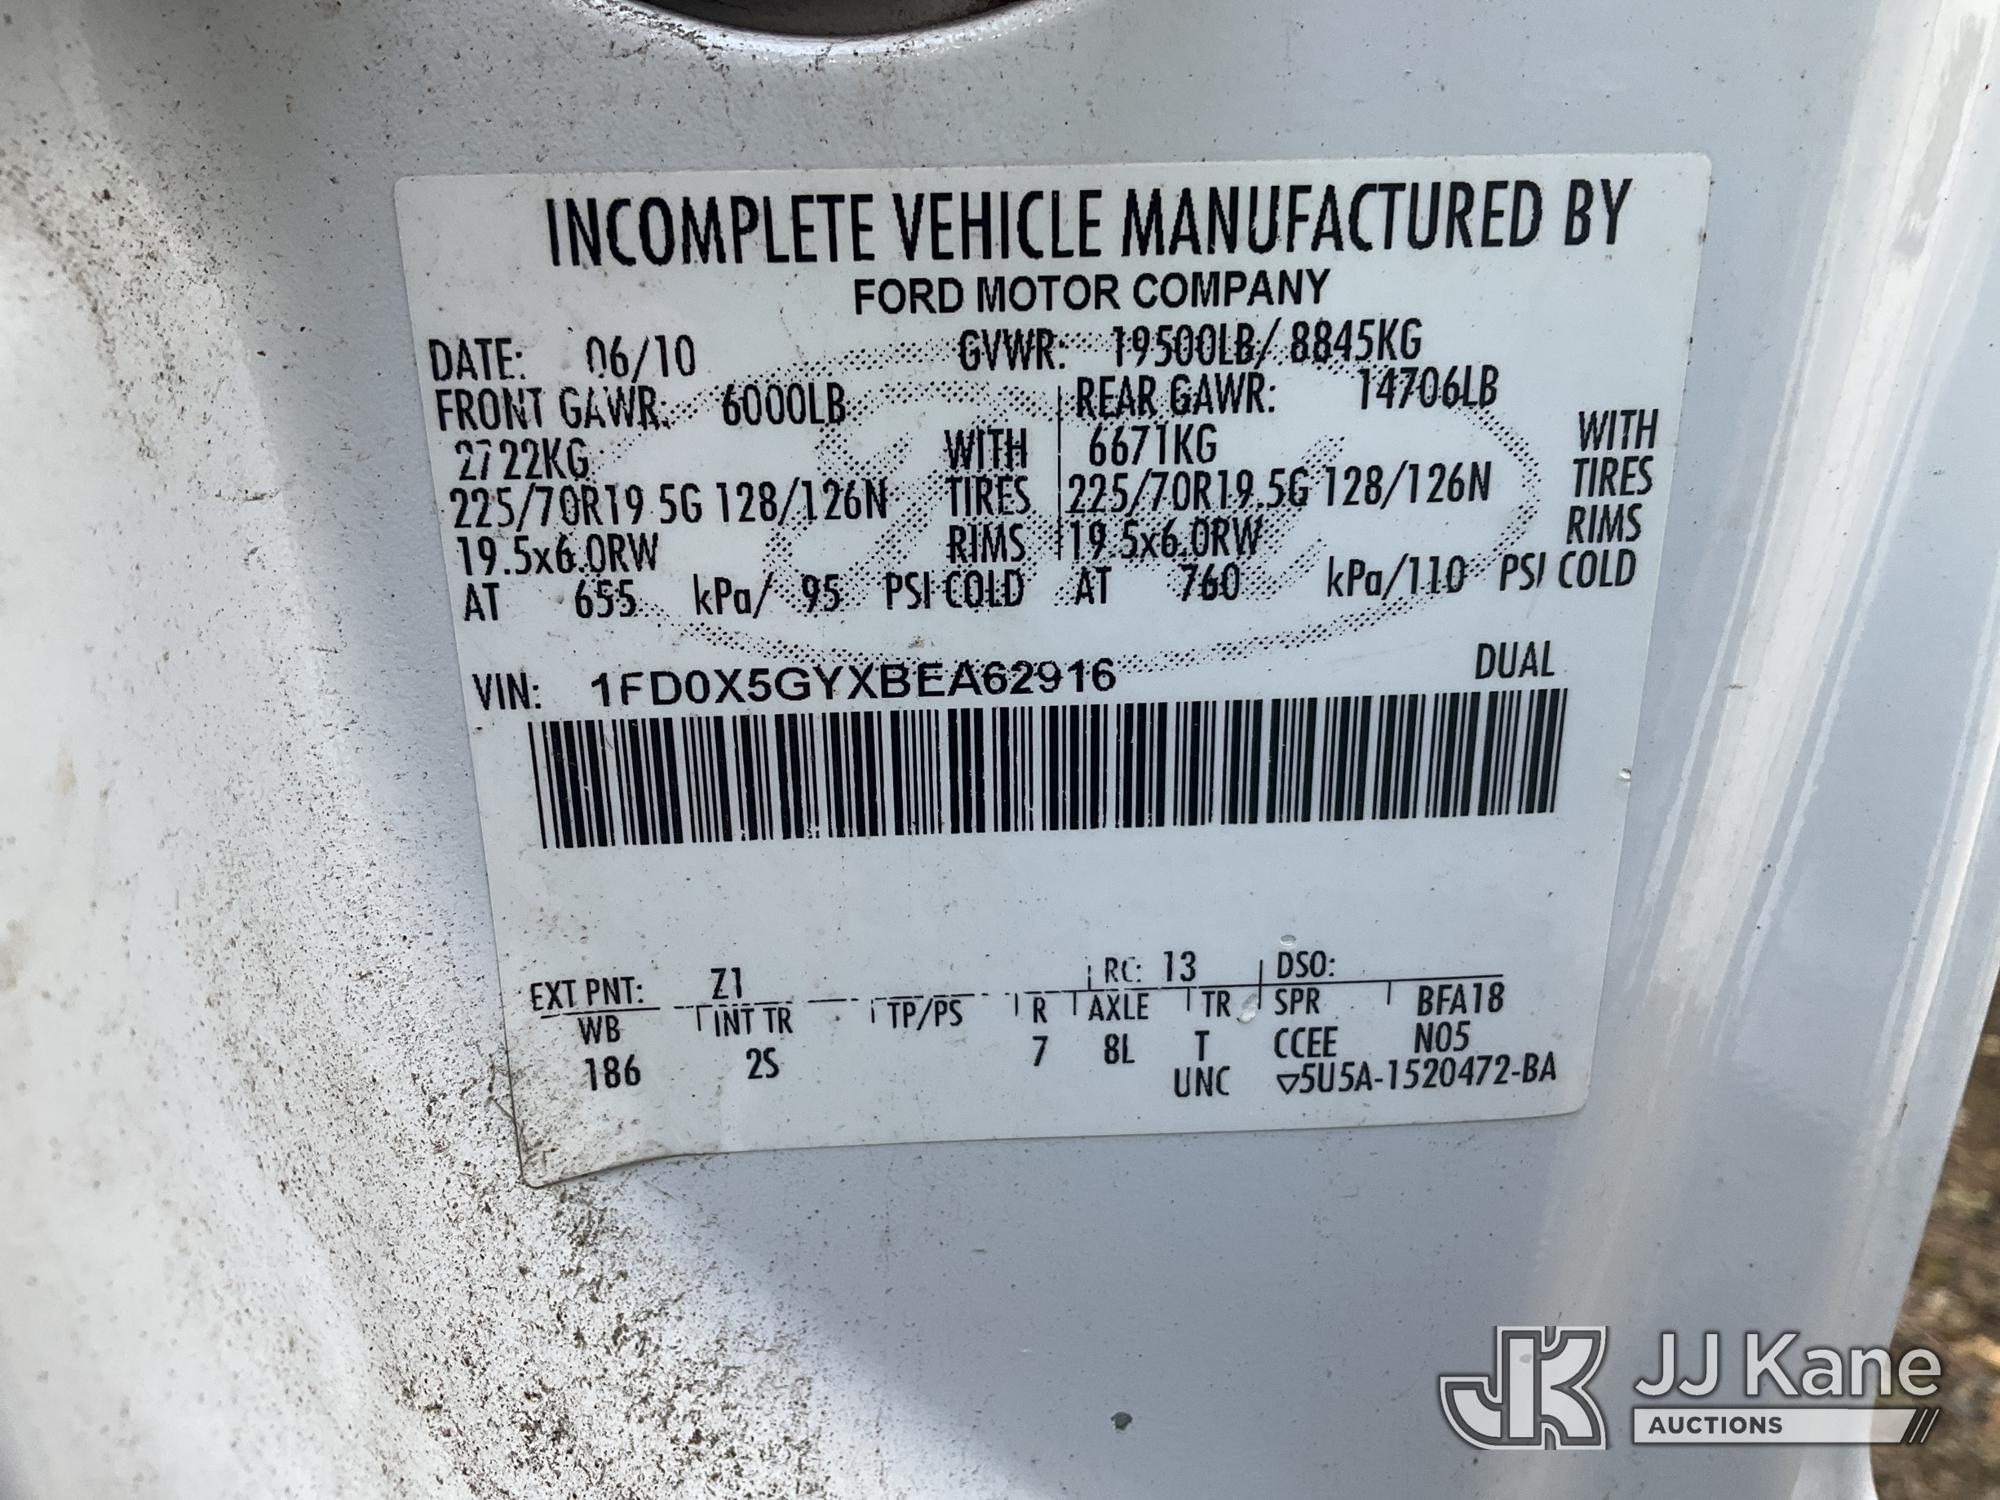 INCOMPLETE VEHICLE MANUFACTURED BY
FORD MOTOR COMPANY
DATE: 06/10 GVWR: 19500LB/ 8845KG
FRONT GAWR: 6000LB REAR GAWR: 14706LB
2722KG WITH 6671KG WITH
225/70R19.5G 128/126N TIRES 225/70R19.5G 128/126N TIRES
19.5x6.0RW RIMS 19.5x6.0RW RIMS
AT 655 kPa/ 95 PSI COLD AT 760 kPa/110 PSI COLD
VIN: 1FD0X5GYXBEA62916 DUAL
EXT PNT: Z1 RC: 13 DSO:
WB INT TR TP/PS R AXLE TR SPR BFA18
186 2S 7 8L T CCEE N05
UNC ▽5U5A-1520472-BA
JK JJ Kane
AUCTIONS